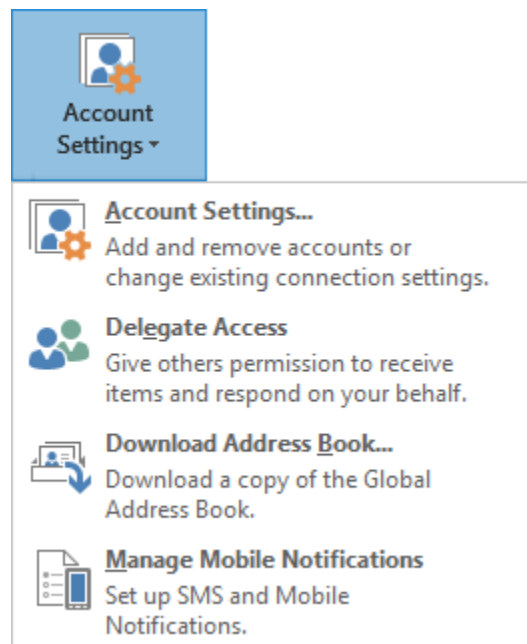 Account
Settings
Account Settings...
Add and remove accounts or
change existing connection settings.
Delegate Access
Give others permission to receive
items and respond on your behalf.
Download Address Book...
Download a copy of the Global
Address Book.
Manage Mobile Notifications
Set up SMS and Mobile
Notifications.